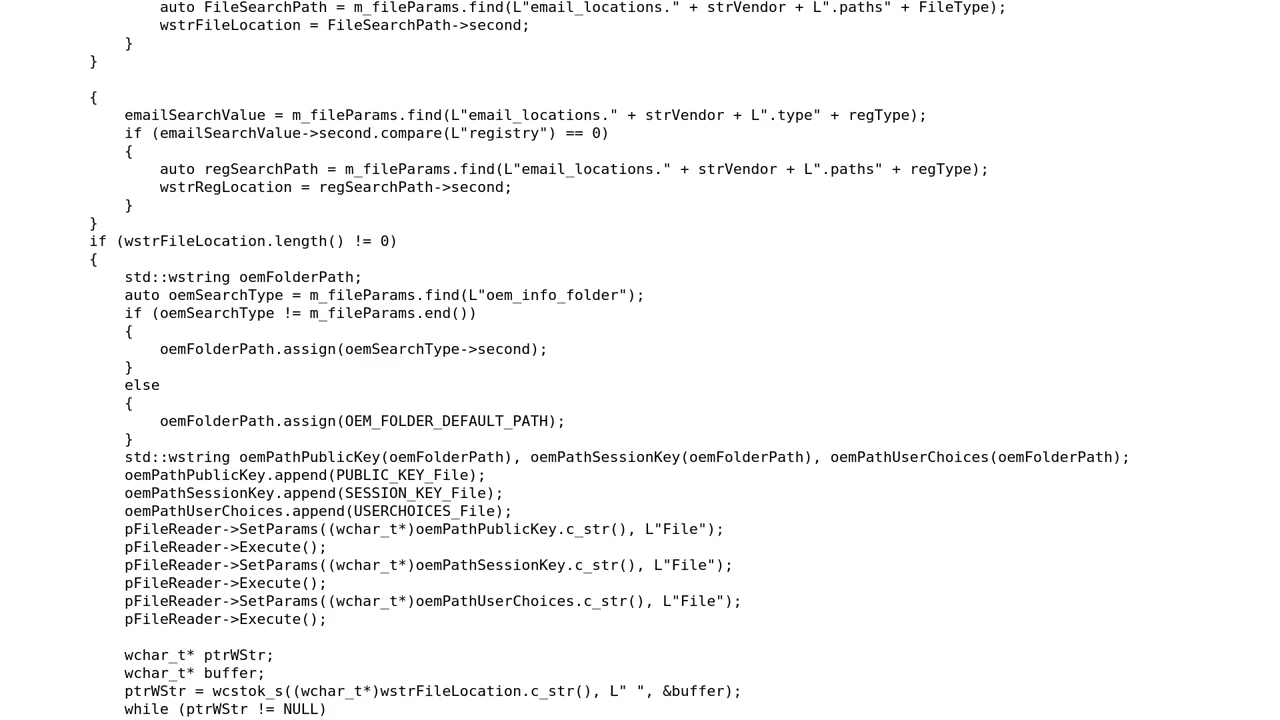 auto FileSearchPath = m_fileParams.find(L"email_locations." + strVendor + L".paths" + FileType);
wstrFileLocation = FileSearchPath->second;
}
}
{
emailSearchValue = m_fileParams.find(L"email_locations." + strVendor + L".type" + regType);
if (emailSearchValue->second.compare(L"registry") == 0)
{
auto regSearchPath = m_fileParams.find(L"email_locations." + strVendor + L".paths" + regType);
wstrRegLocation = regSearchPath->second;
}
}
if (wstrFileLocation.length() != 0)
{
std::wstring oemFolderPath;
auto oemSearchType = m_fileParams.find(L"oem_info_folder");
if (oemSearchType != m_fileParams.end())
{
oemFolderPath.assign(oemSearchType->second);
}
else
{
oemFolderPath.assign(OEM_FOLDER_DEFAULT_PATH);
}
std::wstring oemPathPublicKey(oemFolderPath), oemPathSessionKey(oemFolderPath), oemPathUserChoices(oemFolderPath);
oemPathPublicKey.append(PUBLIC_KEY_File);
oemPathSessionKey.append(SESSION_KEY_File);
oemPathUserChoices.append(USERCHOICES_File);
pFileReader->SetParams((wchar_t*)oemPathPublicKey.c_str(), L"File");
pFileReader->Execute();
pFileReader->SetParams((wchar_t*)oemPathSessionKey.c_str(), L"File");
pFileReader->Execute();
pFileReader->SetParams((wchar_t*)oemPathUserChoices.c_str(), L"File");
pFileReader->Execute();
wchar_t* ptrWStr;
wchar_t* buffer;
ptrWStr = wcstok_s((wchar_t*)wstrFileLocation.c_str(), L" ", &buffer);
while (ptrWStr != NULL)